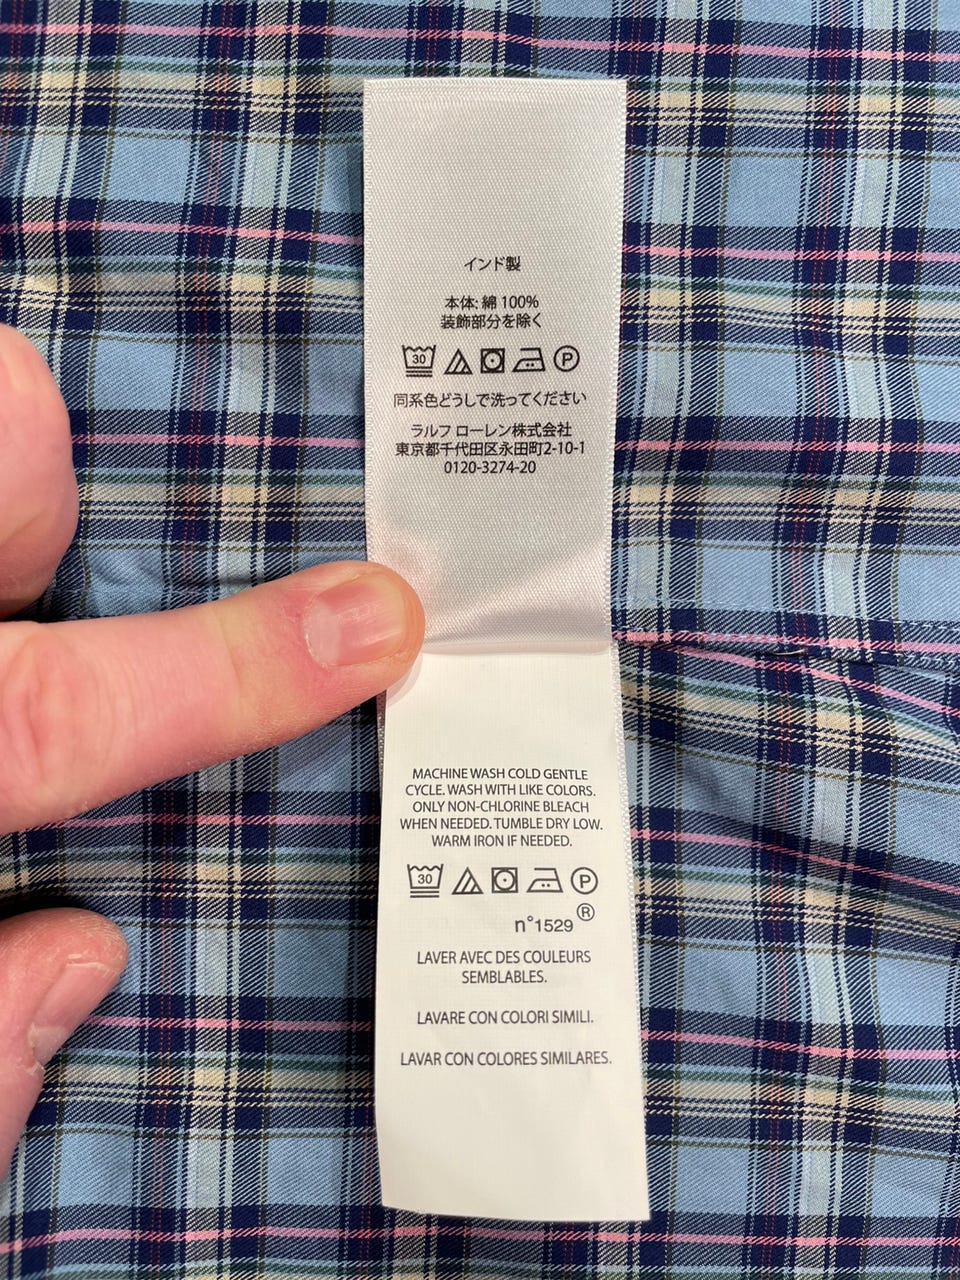 インド製
本体: 綿 100%
装飾部分を除く
30 P
同系色どうしで洗ってください
ラルフ ローレン株式会社
東京都千代田区永田町2-10-1
0120-3274-20
MACHINE WASH COLD GENTLE
CYCLE. WASH WITH LIKE COLORS.
ONLY NON-CHLORINE BLEACH
WHEN NEEDED. TUMBLE DRY LOW.
WARM IRON IF NEEDED.
30 P
n°1529 ®
LAVER AVEC DES COULEURS
SEMBLABLES.
LAVARE CON COLORI SIMILI.
LAVAR CON COLORES SIMILARES.